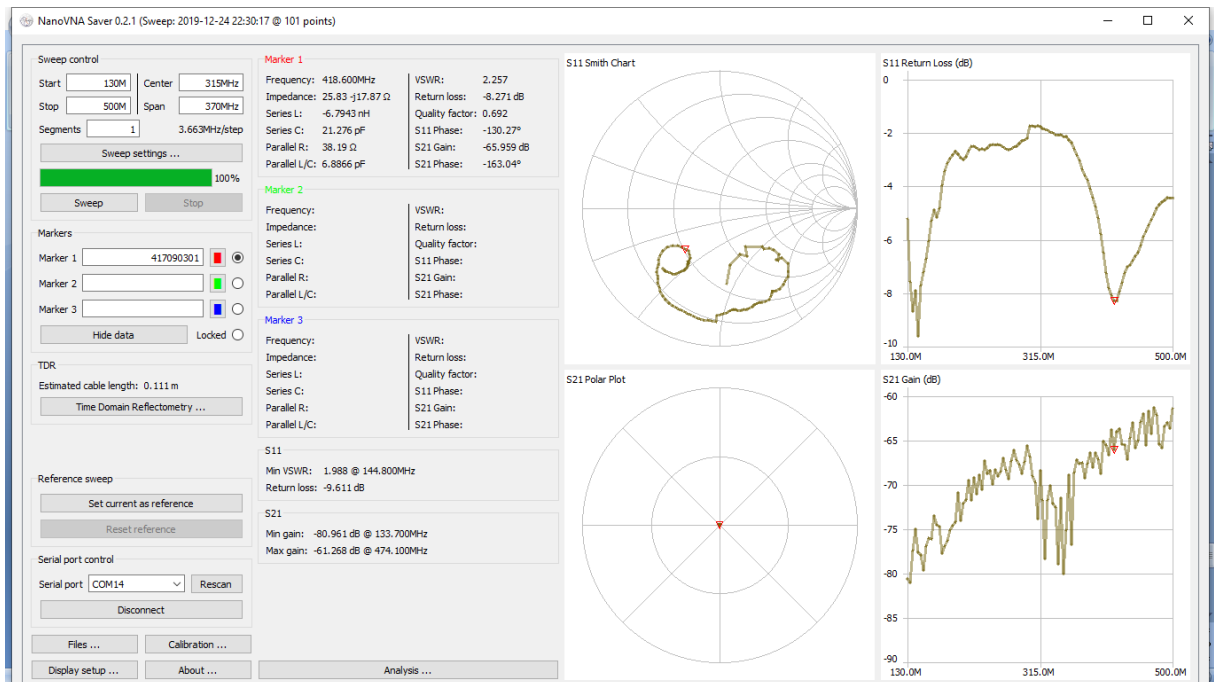 NanoVNA Saver 0.2.1 (Sweep: 2019-12-24 22:30:17 @ 101 points)
Sweep control
Start 130M Center 315MHz
Stop 500M Span 370MHz
Segments 1 3.663MHz/step
Sweep settings ...
100%
Sweep Stop
Markers
Marker 1 417090301
Marker 2
Marker 3
Hide data Locked
TDR
Estimated cable length: 0.111 m
Time Domain Reflectometry ...
Reference sweep
Set current as reference
Reset reference
Serial port control
Serial port COM14 Rescan
Disconnect
Files ... Calibration ...
Display setup ... About ...
Marker 1
Frequency: 418.600MHz VSWR: 2.257
Impedance: 25.83 -j17.87 Ω Return loss: -8.271 dB
Series L: -6.7943 nH Quality factor: 0.692
Series C: 21.276 pF S11 Phase: -130.27°
Parallel R: 38.19 Ω S21 Gain: -65.959 dB
Parallel L/C: 6.8866 pF S21 Phase: -163.04°
Marker 2
Frequency: VSWR:
Impedance: Return loss:
Series L: Quality factor:
Series C: S11 Phase:
Parallel R: S21 Gain:
Parallel L/C: S21 Phase:
Marker 3
Frequency: VSWR:
Impedance: Return loss:
Series L: Quality factor:
Series C: S11 Phase:
Parallel R: S21 Gain:
Parallel L/C: S21 Phase:
S11
Min VSWR: 1.988 @ 144.800MHz
Return loss: -9.611 dB
S21
Min gain: -80.961 dB @ 133.700MHz
Max gain: -61.268 dB @ 474.100MHz
Analysis ...
S11 Smith Chart
S11 Return Loss (dB)
0
-2
-4
-6
-8
-10
130.0M 315.0M 500.0M
S21 Polar Plot
S21 Gain (dB)
-60
-65
-70
-75
-80
-85
-90
130.0M 315.0M 500.0M